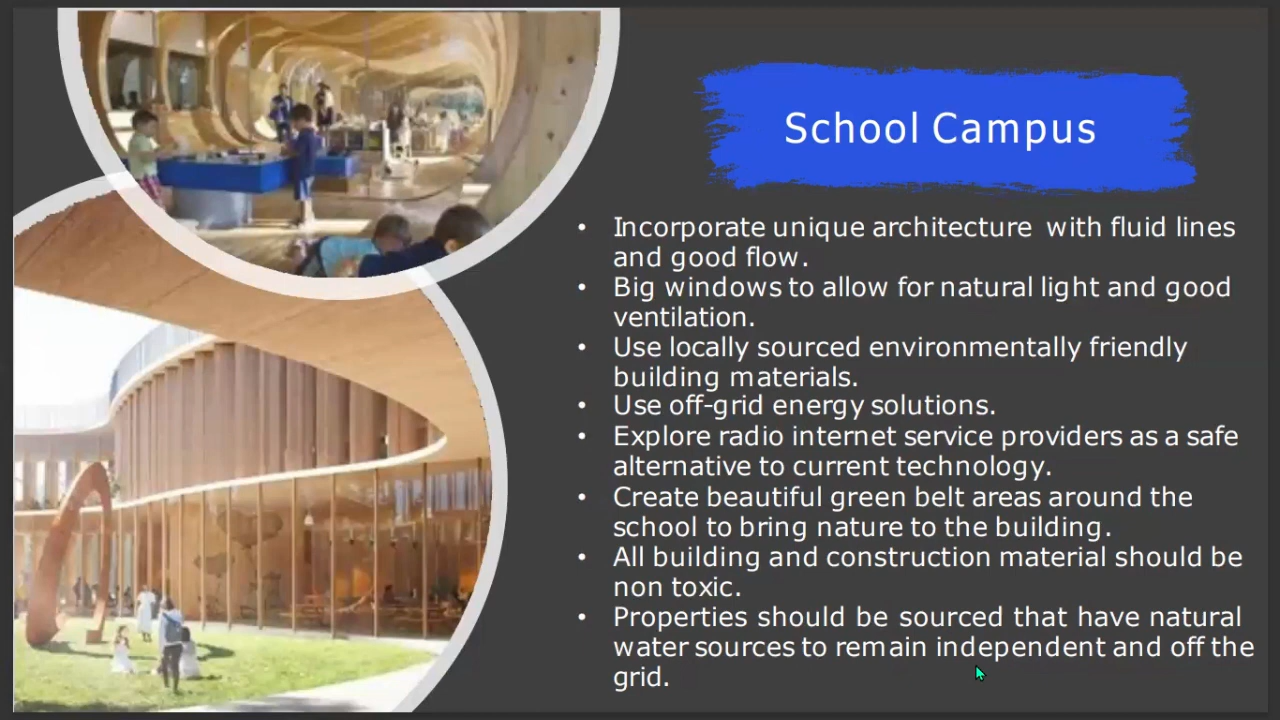 School Campus
• Incorporate unique architecture with fluid lines
and good flow.
• Big windows to allow for natural light and good
ventilation.
• Use locally sourced environmentally friendly
building materials.
• Use off-grid energy solutions.
• Explore radio internet service providers as a safe
alternative to current technology.
• Create beautiful green belt areas around the
school to bring nature to the building.
• All building and construction material should be
non toxic.
• Properties should be sourced that have natural
water sources to remain independent and off the
grid.